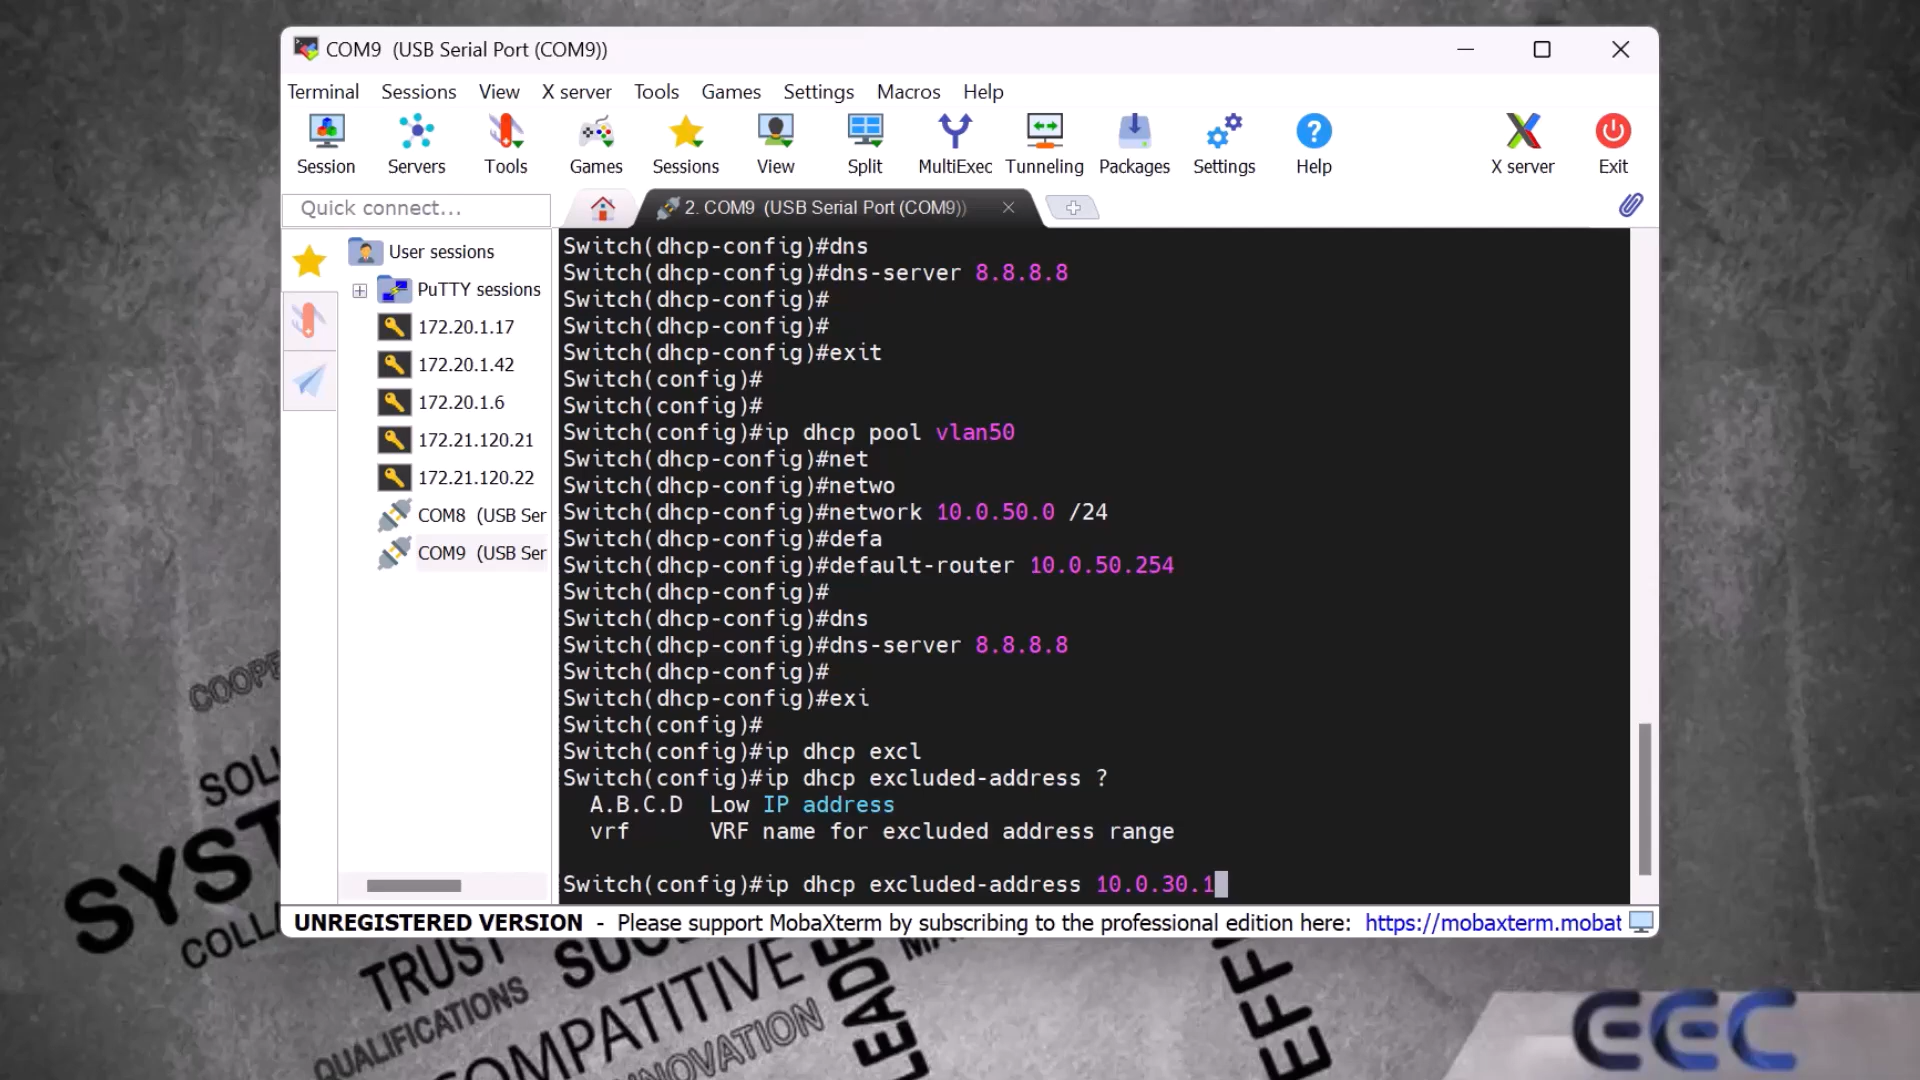 COM9 (USB Serial Port (COM9))
Terminal Sessions View X server Tools Games Settings Macros Help
Session Servers Tools Games Sessions View Split MultiExec Tunneling Packages Settings Help X server Exit
Quick connect...
2. COM9 (USB Serial Port (COM9))
User sessions
PuTTY sessions
172.20.1.17
172.20.1.42
172.20.1.6
172.21.120.21
172.21.120.22
COM8 (USB Ser
COM9 (USB Ser
Switch(dhcp-config)#dns
Switch(dhcp-config)#dns-server 8.8.8.8
Switch(dhcp-config)#
Switch(dhcp-config)#
Switch(dhcp-config)#exit
Switch(config)#
Switch(config)#
Switch(config)#ip dhcp pool vlan50
Switch(dhcp-config)#net
Switch(dhcp-config)#netwo
Switch(dhcp-config)#network 10.0.50.0 /24
Switch(dhcp-config)#defa
Switch(dhcp-config)#default-router 10.0.50.254
Switch(dhcp-config)#
Switch(dhcp-config)#dns
Switch(dhcp-config)#dns-server 8.8.8.8
Switch(dhcp-config)#
Switch(dhcp-config)#exi
Switch(config)#
Switch(config)#ip dhcp excl
Switch(config)#ip dhcp excluded-address ?
A.B.C.D Low IP address
vrf VRF name for excluded address range
Switch(config)#ip dhcp excluded-address 10.0.30.1
UNREGISTERED VERSION - Please support MobaXterm by subscribing to the professional edition here: https://mobaxterm.mobat
COOPE
SOLU
SYST
COLLA
TRUST
SUC
QUALIFICATIONS
COMPATITIVE
LEADE
EFF
EEC